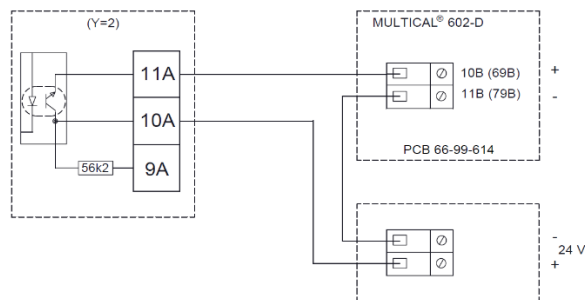 (Y=2)
11A
10A
56k2
9A
MULTICAL® 602-D
10B (69B) +
11B (79B) -
PCB 66-99-614
-
24 V
+